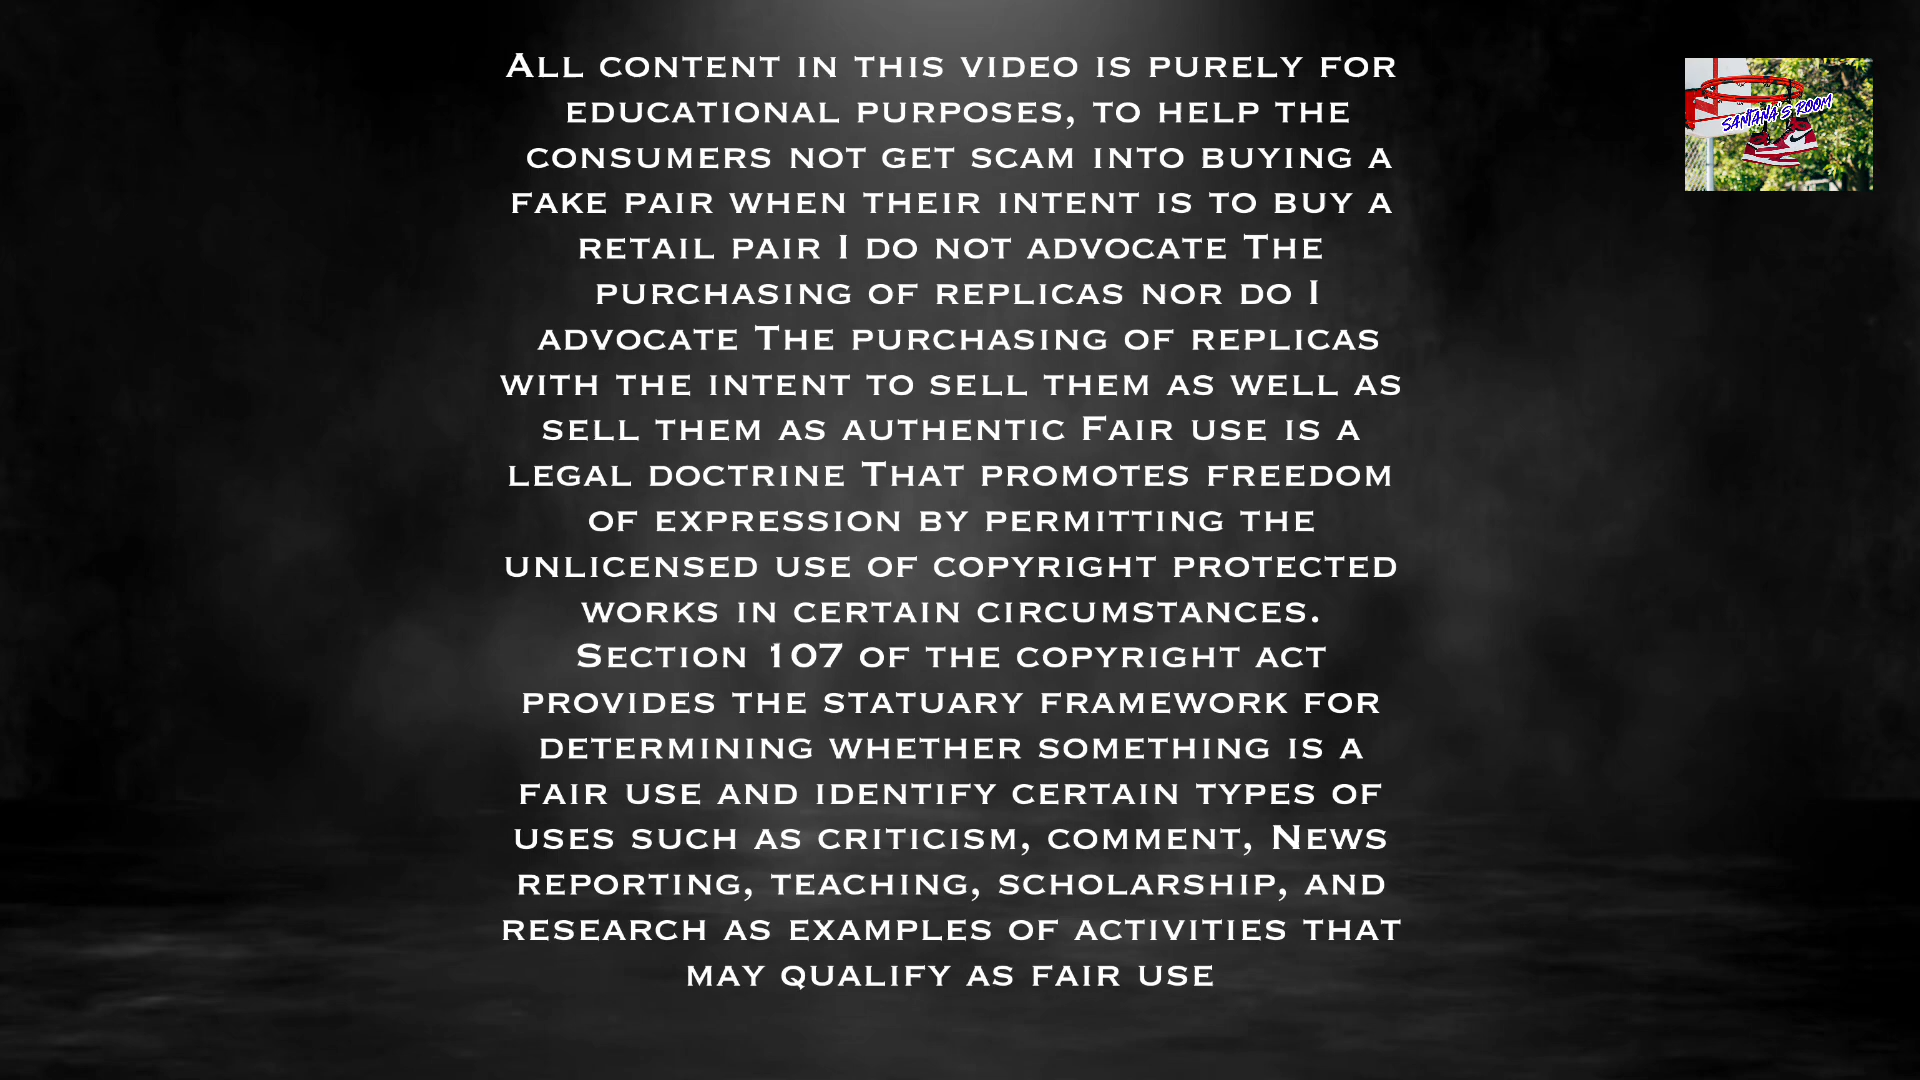 All content in this video is purely for
educational purposes, to help the
consumers not get scam into buying a
fake pair when their intent is to buy a
retail pair I do not advocate The
purchasing of replicas nor do I
advocate The purchasing of replicas
with the intent to sell them as well as
sell them as authentic Fair use is a
legal doctrine That promotes freedom
of expression by permitting the
unlicensed use of copyright protected
works in certain circumstances.
Section 107 of the copyright act
provides the statuary framework for
determining whether something is a
fair use and identify certain types of
uses such as criticism, comment, News
reporting, teaching, scholarship, and
research as examples of activities that
may qualify as fair use
SANTANA'S ROOM